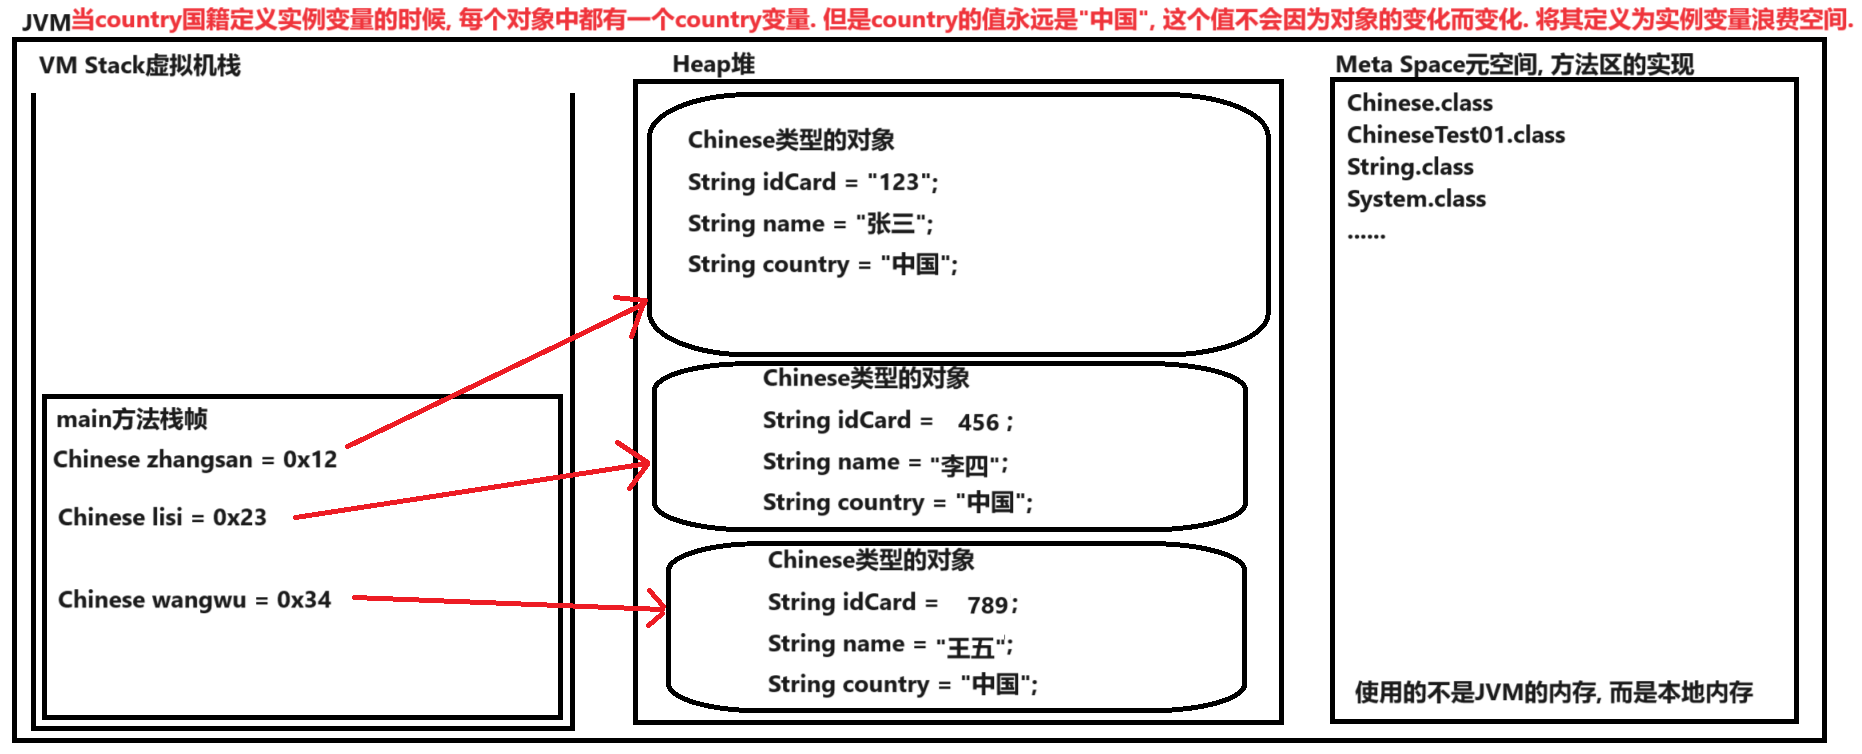 JVM当country国籍定义实例变量的时候, 每个对象中都有一个country变量. 但是country的值永远是"中国", 这个值不会因为对象的变化而变化. 将其定义为实例变量浪费空间.
VM Stack虚拟机栈
main方法栈帧
Chinese zhangsan = 0x12
Chinese lisi = 0x23
Chinese wangwu = 0x34
Heap堆
Chinese类型的对象
String idCard = "123";
String name = "张三";
String country = "中国";
Chinese类型的对象
String idCard = 456 ;
String name = "李四";
String country = "中国";
Chinese类型的对象
String idCard = 789 ;
String name = "王五";
String country = "中国";
Meta Space元空间, 方法区的实现
Chinese.class
ChineseTest01.class
String.class
System.class
......
使用的不是JVM的内存, 而是本地内存